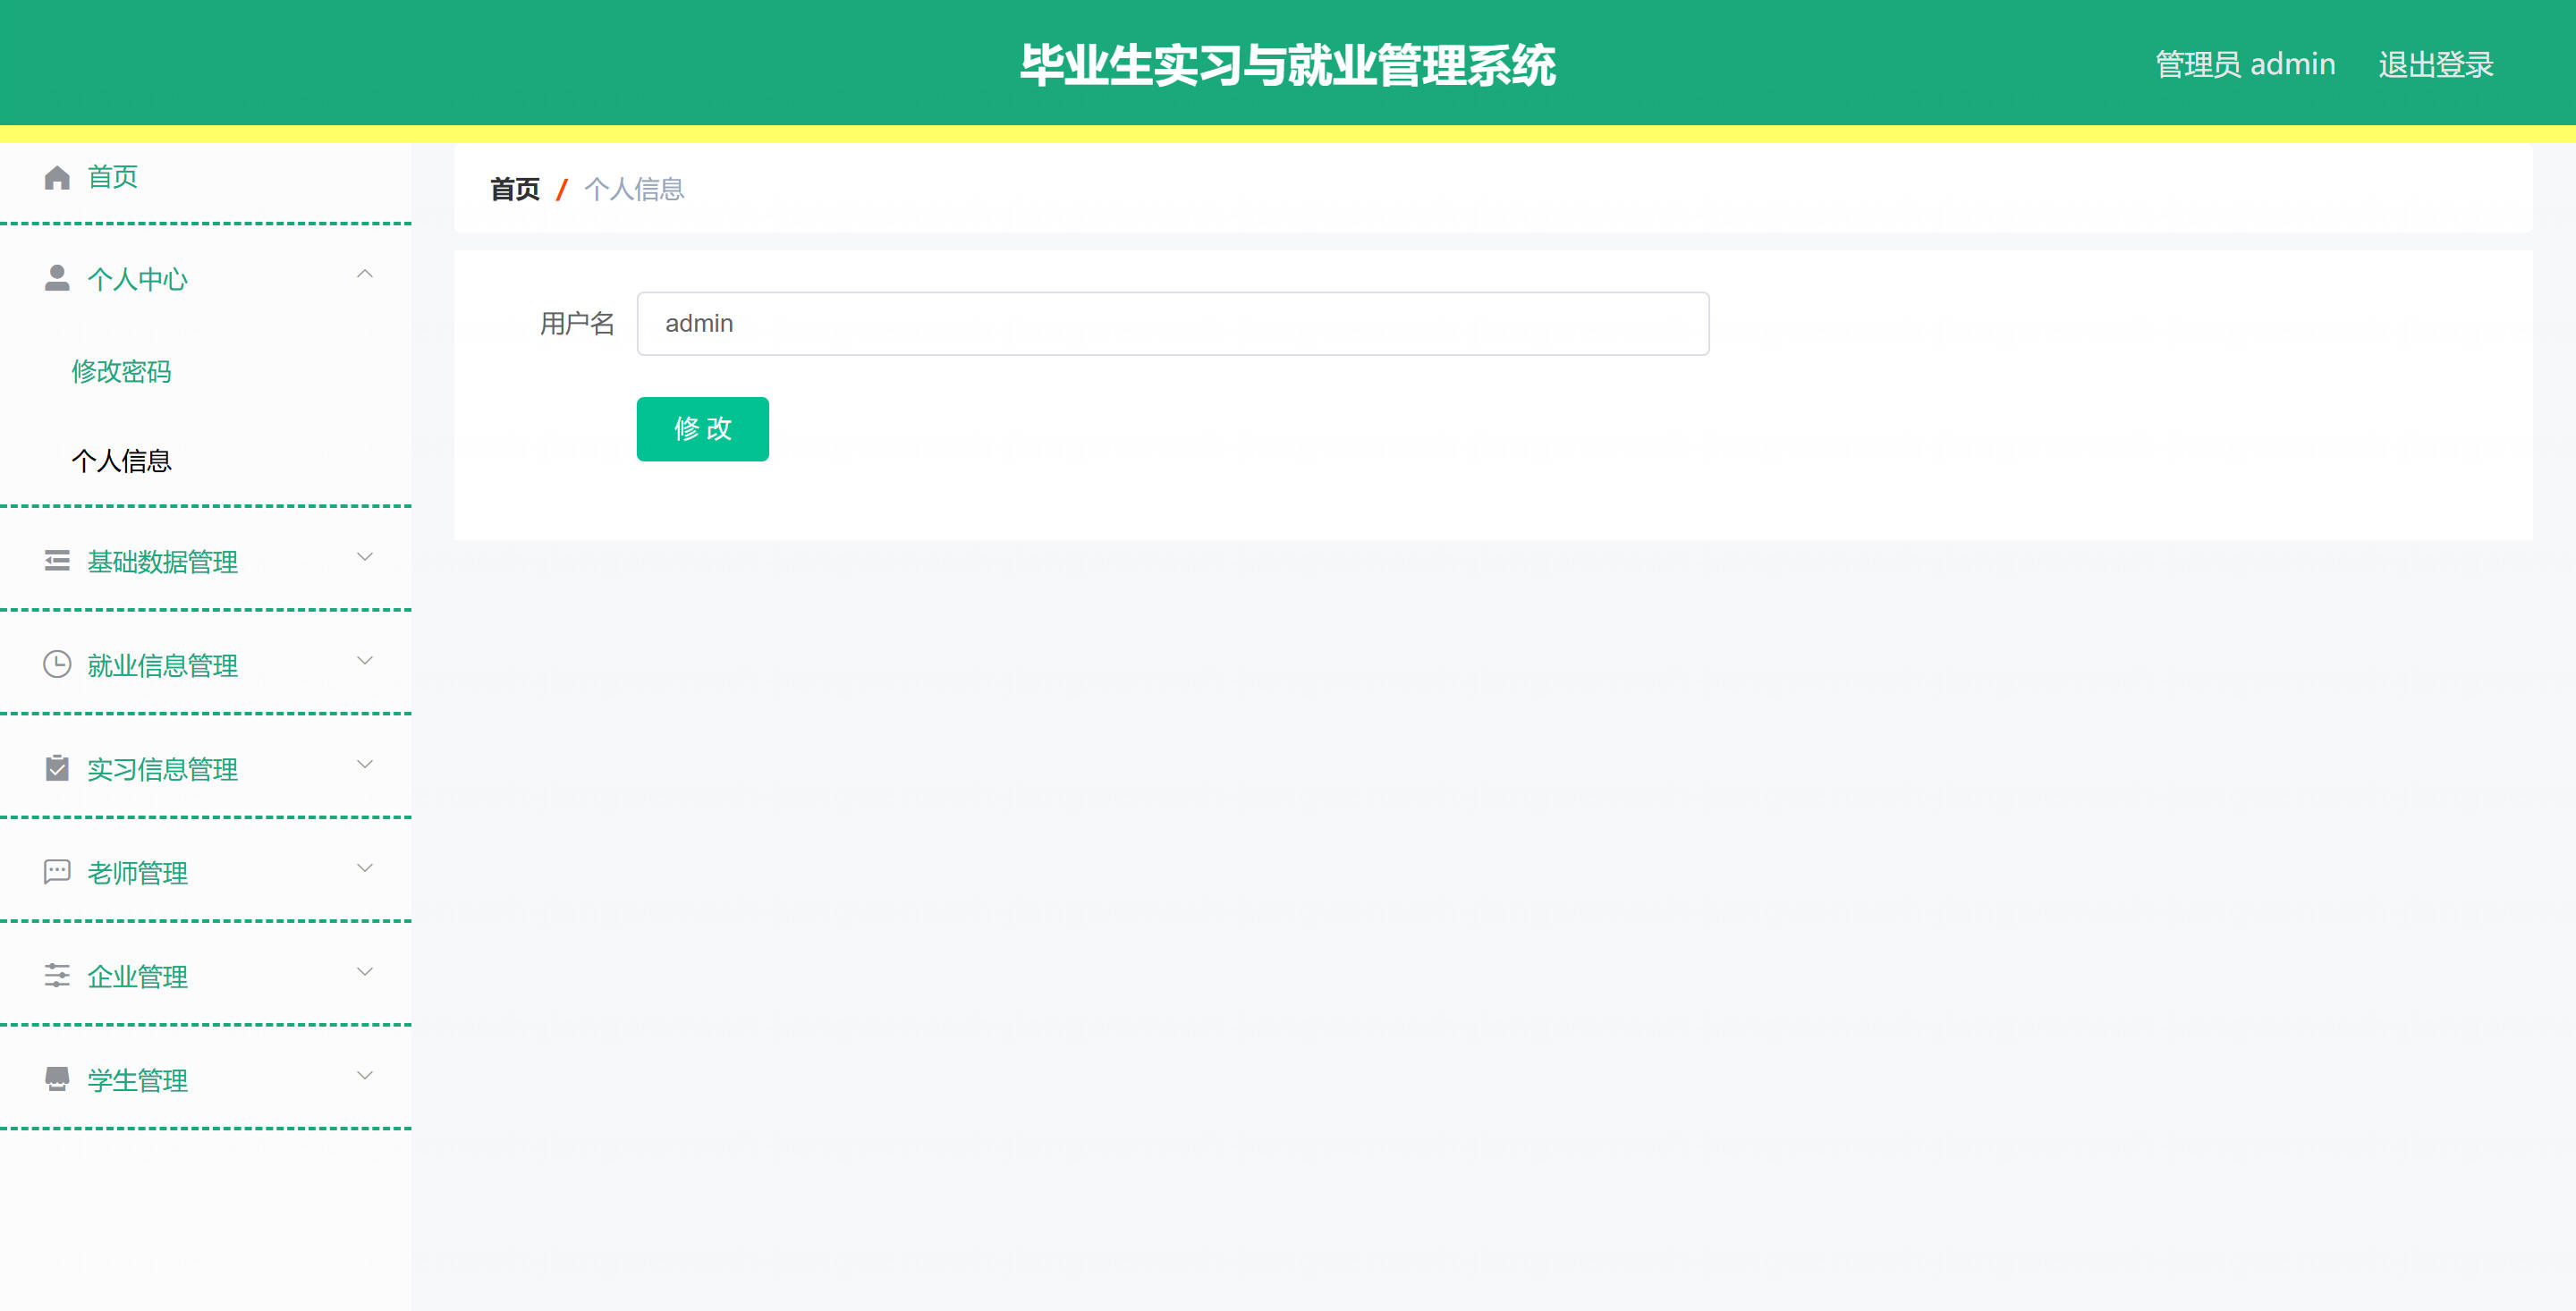 毕业生实习与就业管理系统
管理员 admin 退出登录
首页
首页 / 个人信息
个人中心
用户名 admin
修改密码
修 改
个人信息
基础数据管理
就业信息管理
实习信息管理
老师管理
企业管理
学生管理